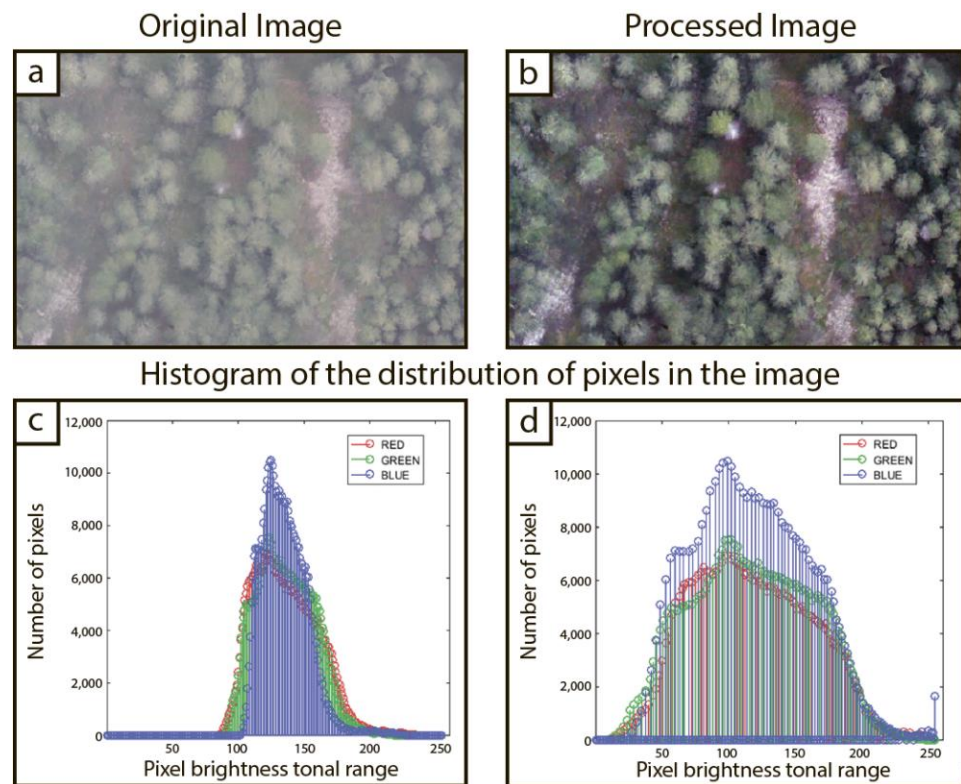 Original Image
Processed Image
a
b
Histogram of the distribution of pixels in the image
c
12,000
10,000
8,000
6,000
4,000
2,000
0
Number of pixels
RED
GREEN
BLUE
50 100 150 200 250
Pixel brightness tonal range
d
12,000
10,000
8,000
6,000
4,000
2,000
0
Number of pixels
RED
GREEN
BLUE
50 100 150 200 250
Pixel brightness tonal range